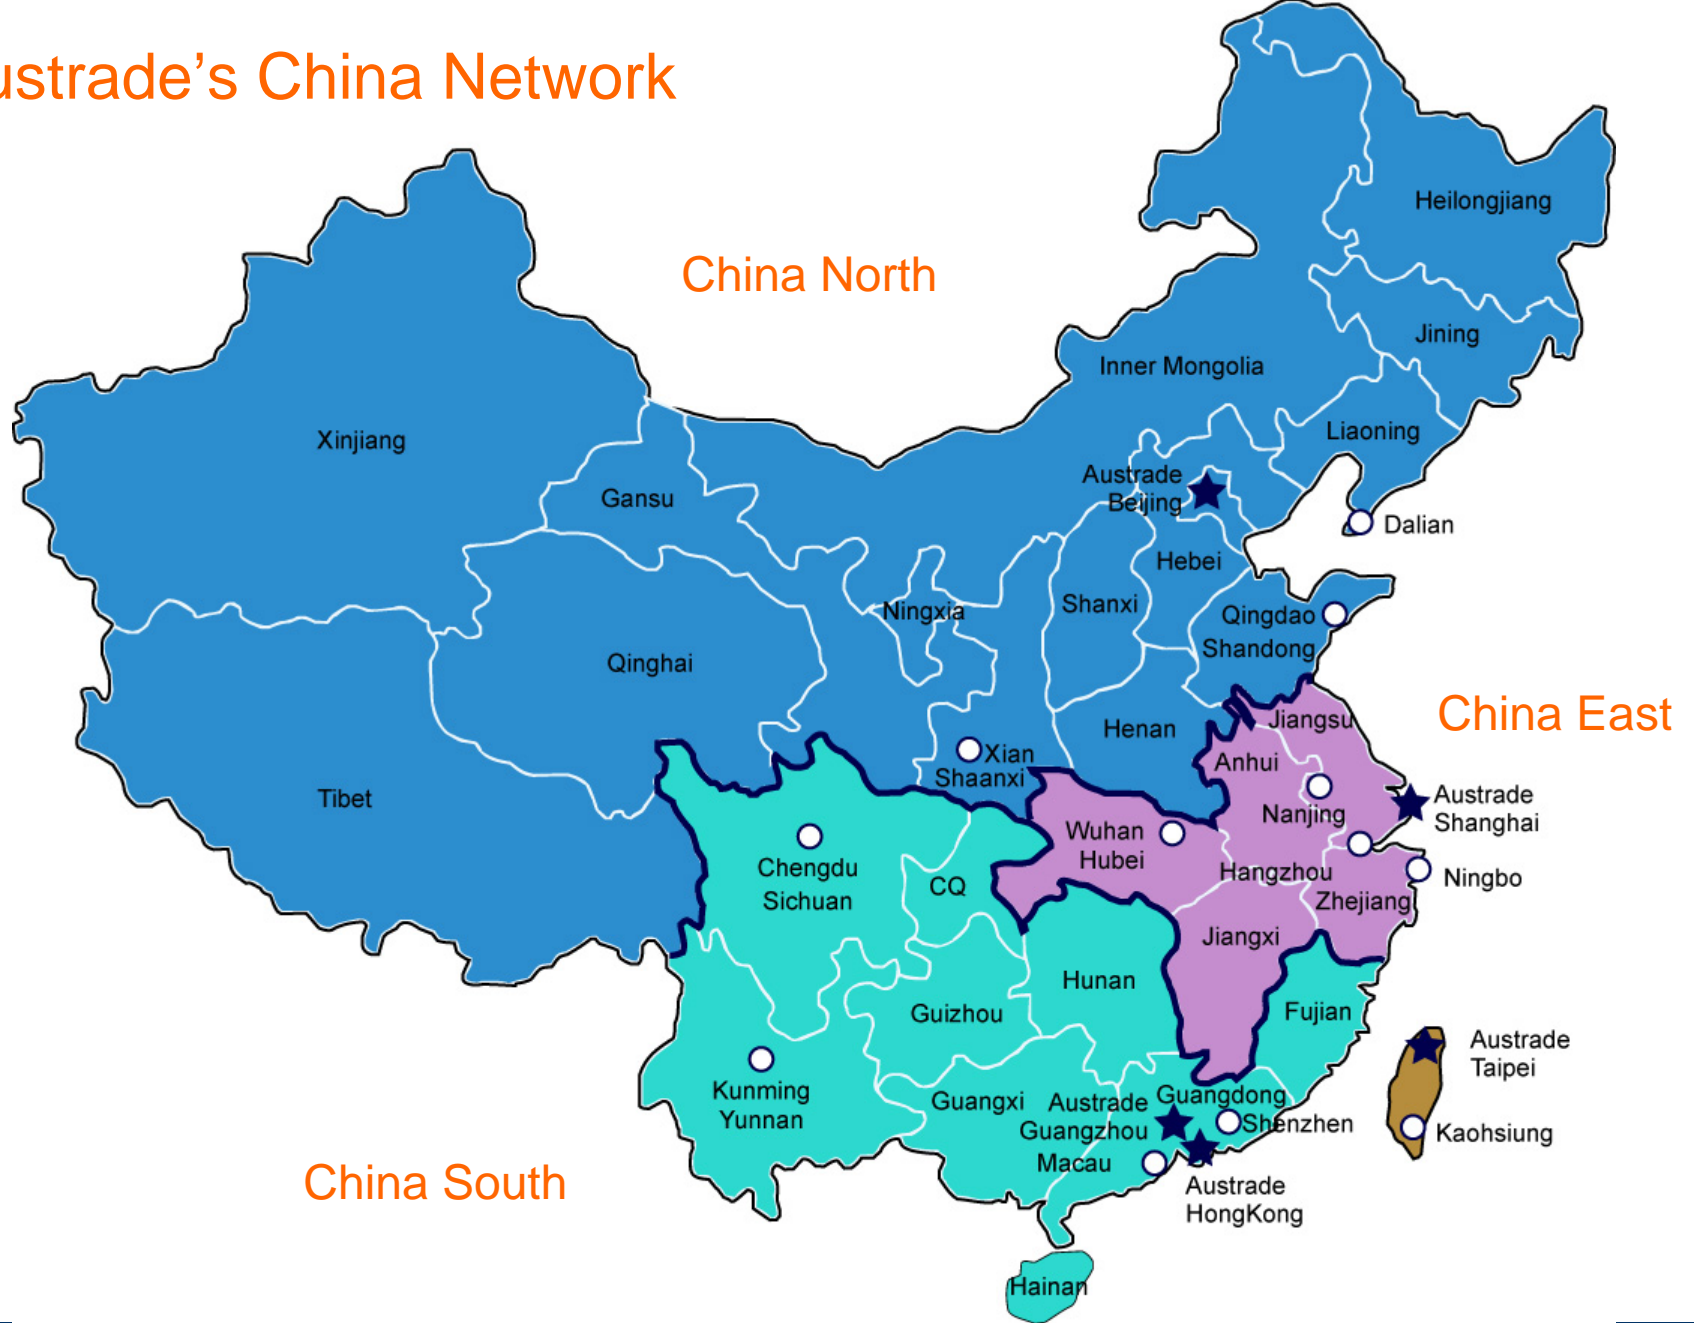 ustrade’s China Network
Heilongjiang
China North
Jining
Inner Mongolia
Xinjiang
Liaoning
Gansu
Austrade
Beijing
Dalian
Hebei
Ningxia
Shanxi
Qingdao
Shandong
Qinghai
China East
Jiangsu
Henan
Xian
Shaanxi
Anhui
Tibet
Nanjing
Austrade
Shanghai
Wuhan
Hubei
Chengdu
Sichuan
CQ
Hangzhou
Ningbo
Zhejiang
Jiangxi
Hunan
Guizhou
Fujian
Austrade
Taipei
Kunming
Yunnan
Guangxi
Austrade
Guangzhou
Guangdong
Shenzhen
Kaohsiung
Macau
China South
Austrade
HongKong
Hainan